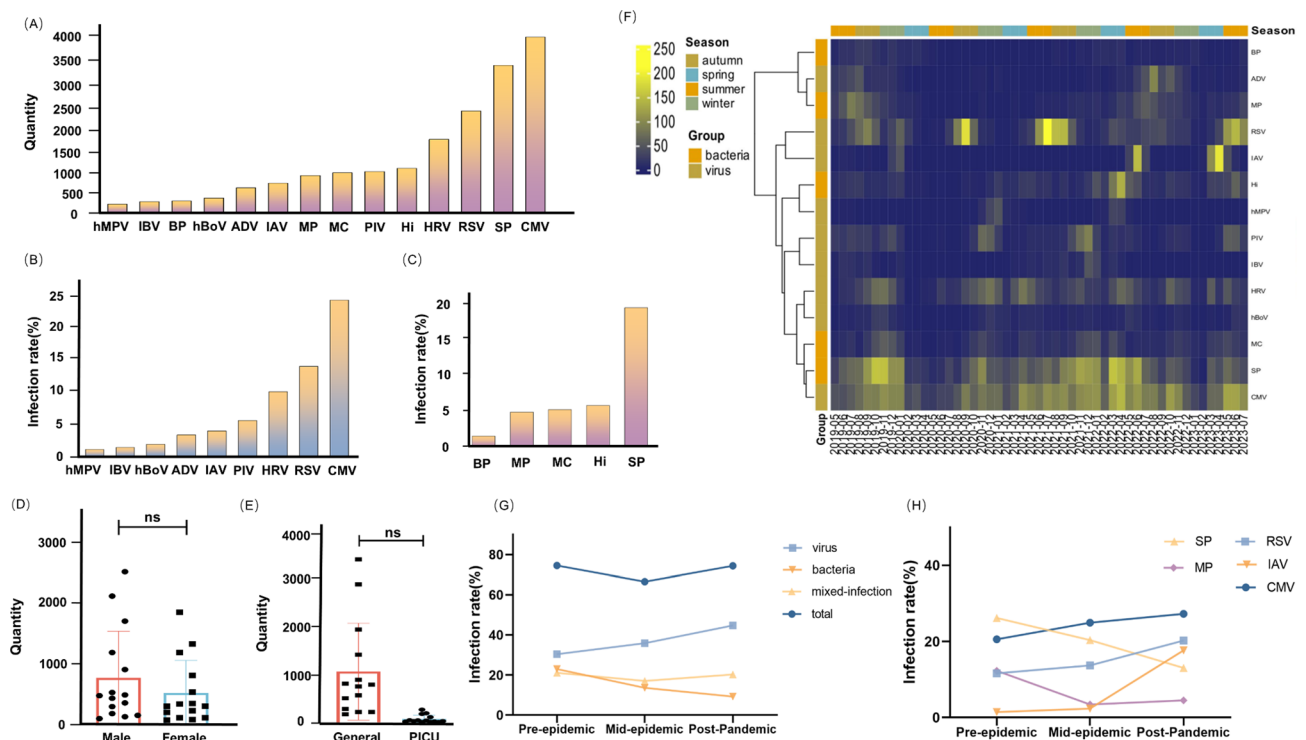 (A)
Quantity
4000
3500
3000
2500
2000
1500
1000
500
0
hMPV IBV BP hBoV ADV IAV MP MC PIV Hi HRV RSV SP CMV
(B)
Infection rate(%)
25
20
15
10
5
0
hMPV IBV hBoV ADV IAV PIV HRV RSV CMV
(C)
Infection rate(%)
20
15
10
5
0
BP MP MC Hi SP
(D)
ns
Quantity
3000
2000
1000
0
Male Female
(E)
ns
Quantity
4000
3000
2000
1000
0
General PICU
(F)
250
200
150
100
50
0
Season
autumn
spring
summer
winter
Group
bacteria
virus
Season
BP
ADV
MP
RSV
IAV
Hi
hMPV
PIV
IBV
HRV
hBoV
MC
SP
CMV
Group
(G)
Infection rate(%)
80
60
40
20
0
Pre-epidemic Mid-epidemic Post-Pandemic
virus
bacteria
mixed-infection
total
(H)
Infection rate(%)
40
20
0
Pre-epidemic Mid-epidemic Post-Pandemic
SP RSV
MP IAV
CMV